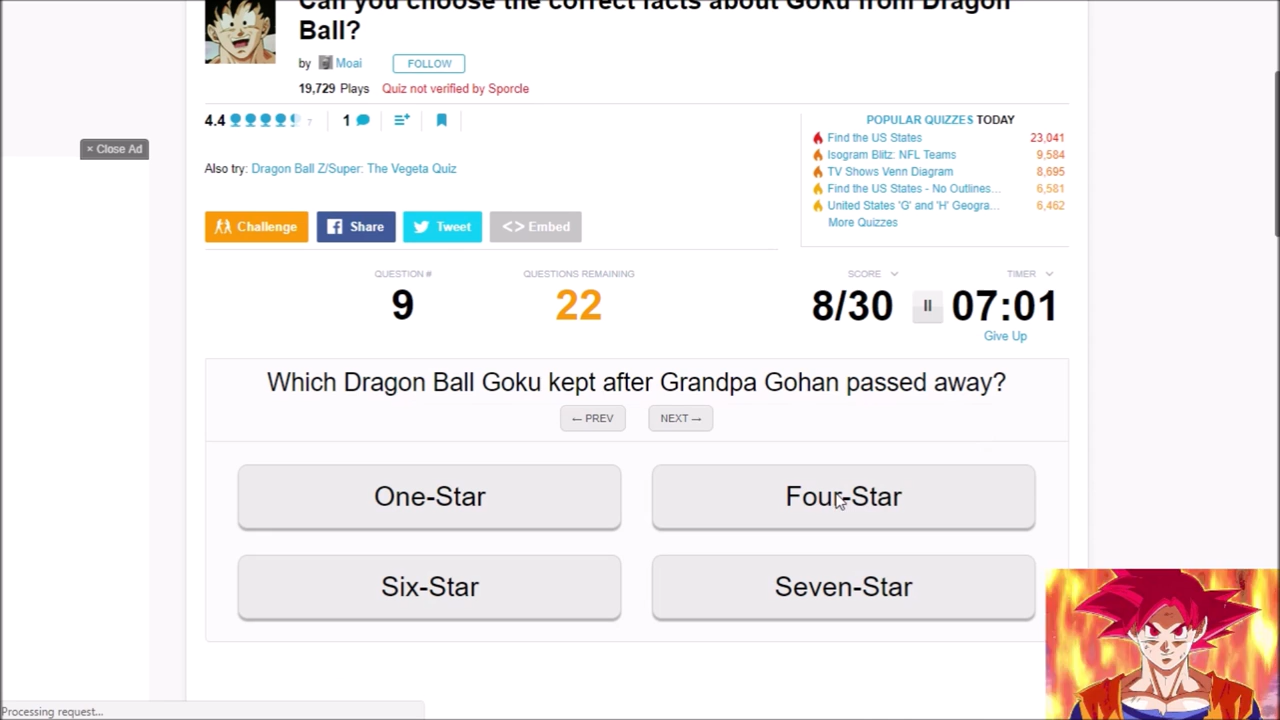 Can you choose the correct facts about Goku from Dragon
Ball?
by Moai FOLLOW
19,729 Plays Quiz not verified by Sporcle
4.4 7 1
POPULAR QUIZZES TODAY
Find the US States 23,041
Isogram Blitz: NFL Teams 9,584
TV Shows Venn Diagram 8,695
Find the US States - No Outlines... 6,581
United States 'G' and 'H' Geogra... 6,462
More Quizzes
× Close Ad
Also try: Dragon Ball Z/Super: The Vegeta Quiz
Challenge Share Tweet <> Embed
QUESTION # QUESTIONS REMAINING SCORE TIMER
9 22 8/30 07:01
Give Up
Which Dragon Ball Goku kept after Grandpa Gohan passed away?
← PREV NEXT →
One-Star Four-Star
Six-Star Seven-Star
Processing request...